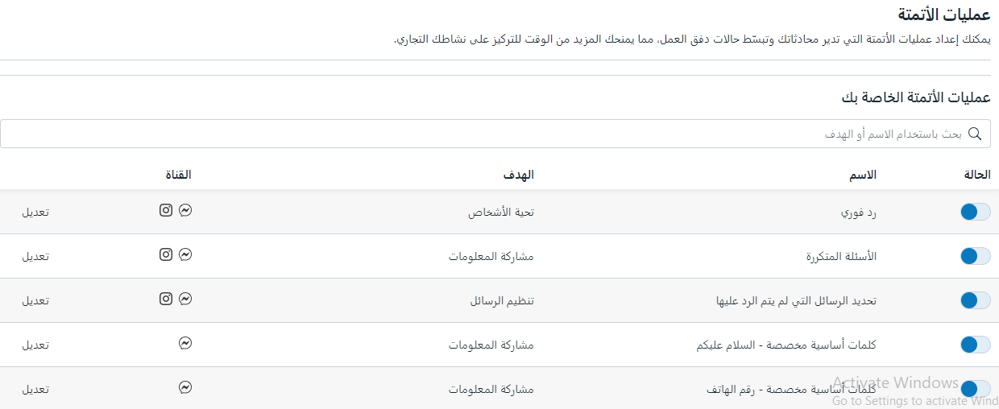 عمليات الأتمتة
يمكنك إعداد عمليات الأتمتة التي تدير محادثاتك وتبسّط حالات دفق العمل، مما يمنحك المزيد من الوقت للتركيز على نشاطك التجاري.
عمليات الأتمتة الخاصة بك
بحث باستخدام الاسم أو الهدف
الحالة الاسم الهدف القناة
رد فوري تحية الأشخاص تعديل
الأسئلة المتكررة مشاركة المعلومات تعديل
تحديد الرسائل التي لم يتم الرد عليها تنظيم الرسائل تعديل
كلمات أساسية مخصصة - السلام عليكم مشاركة المعلومات تعديل
كلمات أساسية مخصصة - رقم الهاتف مشاركة المعلومات تعديل
Activate Windows
Go to Settings to activate Wind